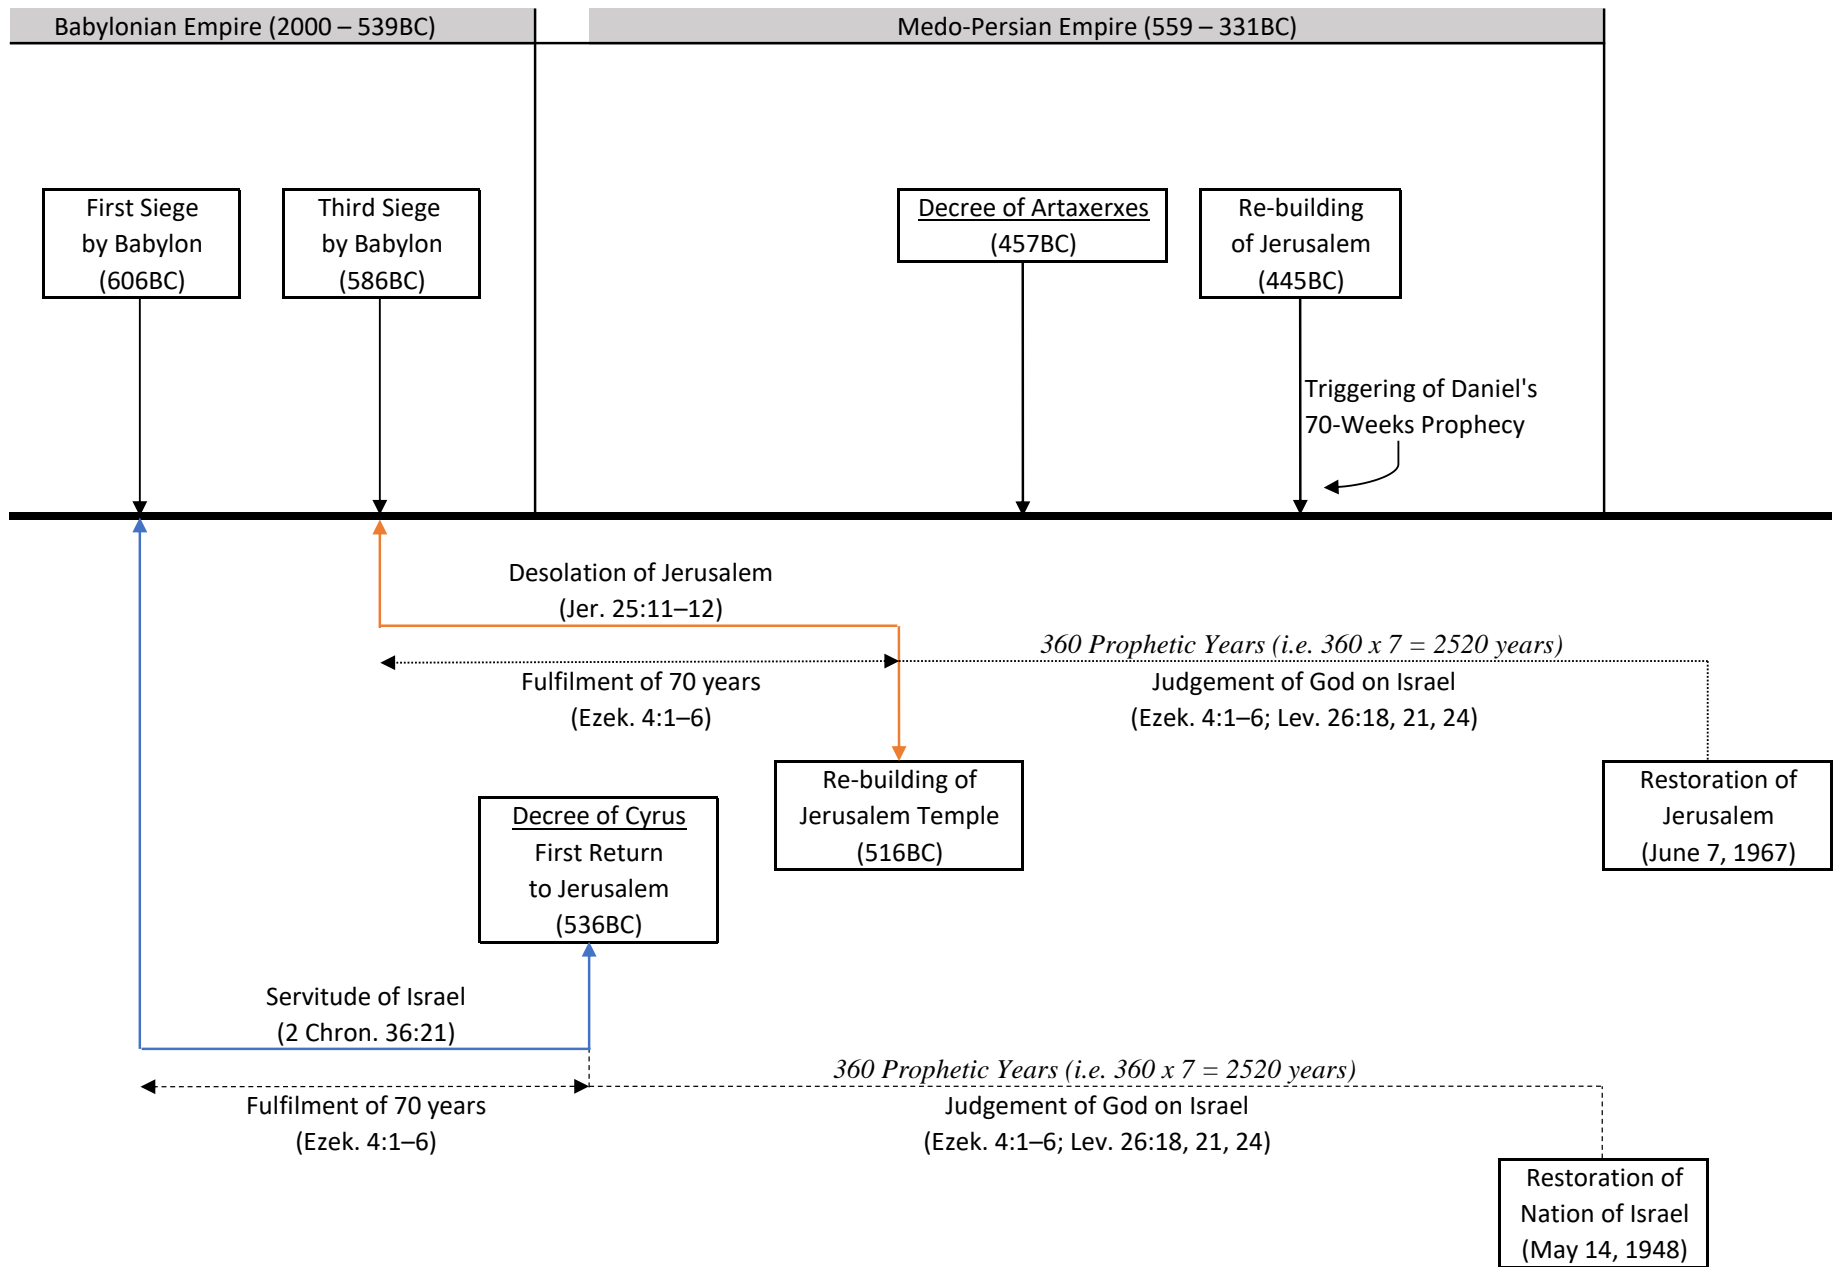 Babylonian Empire (2000 – 539BC)
Medo-Persian Empire (559 – 331BC)
First Siege
by Babylon
(606BC)
Third Siege
by Babylon
(586BC)
Decree of Artaxerxes
(457BC)
Re-building
of Jerusalem
(445BC)
Triggering of Daniel's
70-Weeks Prophecy
Desolation of Jerusalem
(Jer. 25:11–12)
360 Prophetic Years (i.e. 360 x 7 = 2520 years)
Fulfilment of 70 years
(Ezek. 4:1–6)
Judgement of God on Israel
(Ezek. 4:1–6; Lev. 26:18, 21, 24)
Re-building of
Jerusalem Temple
(516BC)
Restoration of
Jerusalem
(June 7, 1967)
Decree of Cyrus
First Return
to Jerusalem
(536BC)
Servitude of Israel
(2 Chron. 36:21)
360 Prophetic Years (i.e. 360 x 7 = 2520 years)
Fulfilment of 70 years
(Ezek. 4:1–6)
Judgement of God on Israel
(Ezek. 4:1–6; Lev. 26:18, 21, 24)
Restoration of
Nation of Israel
(May 14, 1948)